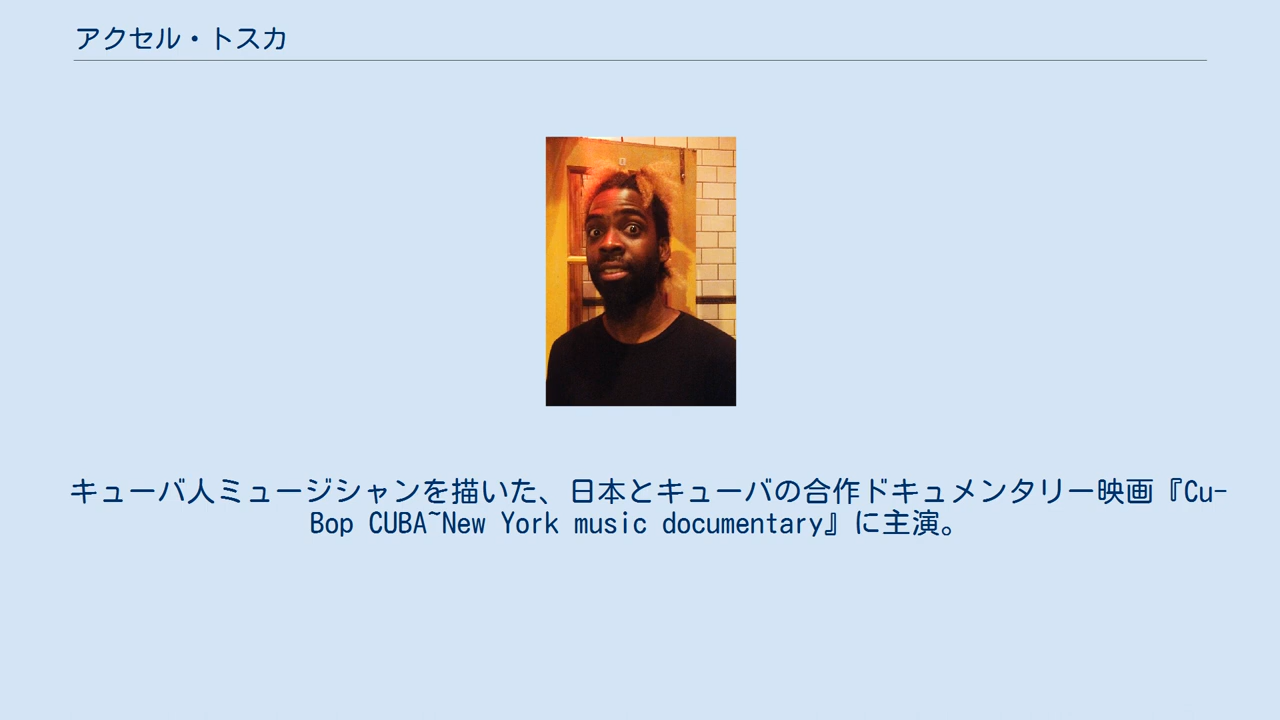 アクセル・トスカ
キューバ人ミュージシャンを描いた、日本とキューバの合作ドキュメンタリー映画『Cu-
Bop CUBA~New York music documentary』に主演。